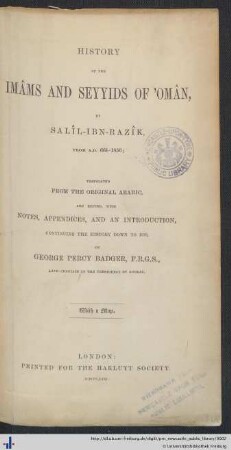 HISTORY
OF THE
IMÂMS AND SEYYIDS OF 'OMÂN,
BY
SALÎL-IBN-RAZÎK,
FROM A.D. 661-1856;
TRANSLATED
FROM THE ORIGINAL ARABIC,
AND EDITED, WITH
NOTES, APPENDICES, AND AN INTRODUCTION,
CONTINUING THE HISTORY DOWN TO 1870,
BY
GEORGE PERCY BADGER, F.R.G.S.,
LATE CHAPLAIN IN THE PRESIDENCY OF BOMBAY.
With a Map.
LONDON:
PRINTED FOR THE HAKLUYT SOCIETY